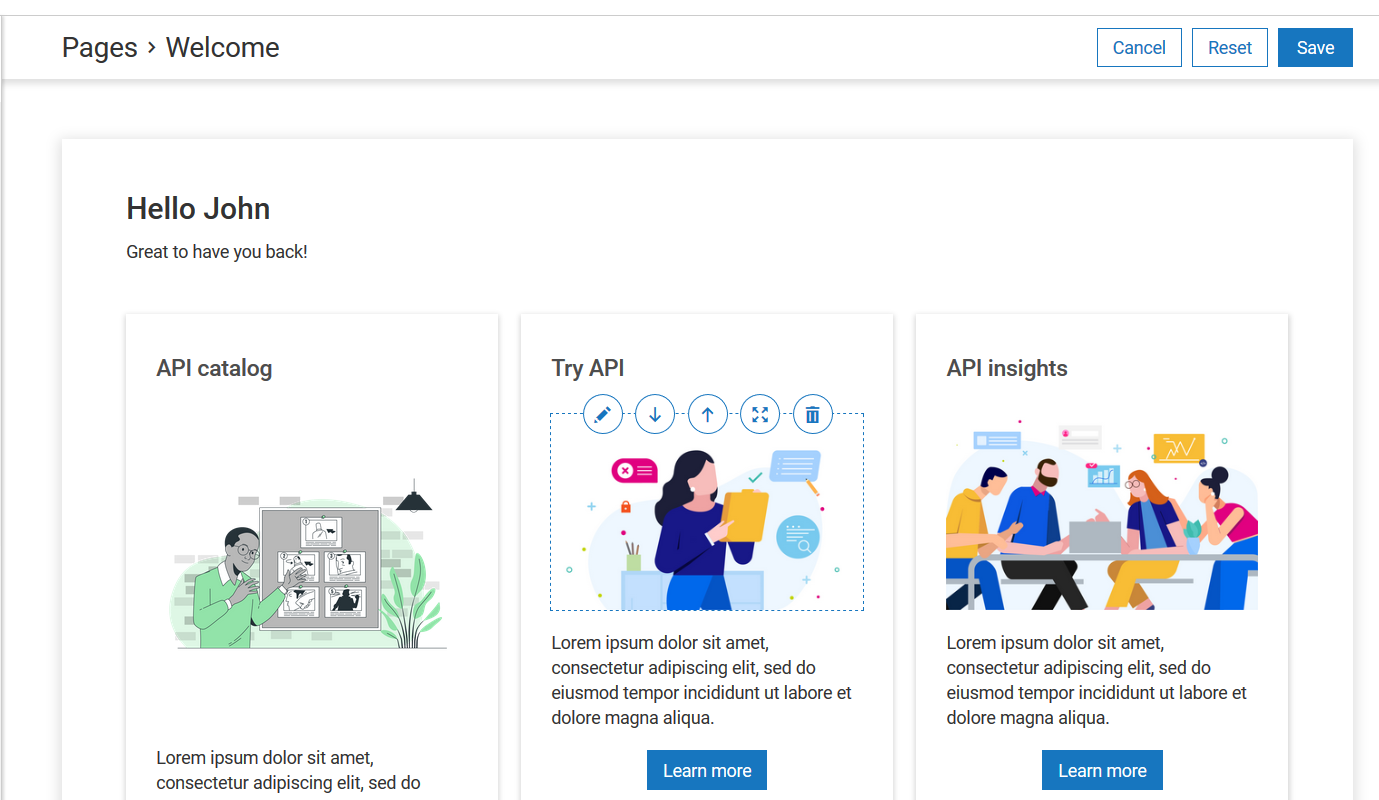 Pages › Welcome
Cancel
Reset
Save
Hello John
Great to have you back!
API catalog
Lorem ipsum dolor sit amet,
consectetur adipiscing elit, sed do
Try API
Lorem ipsum dolor sit amet,
consectetur adipiscing elit, sed do
eiusmod tempor incididunt ut labore et
dolore magna aliqua.
Learn more
API insights
Lorem ipsum dolor sit amet,
consectetur adipiscing elit, sed do
eiusmod tempor incididunt ut labore et
dolore magna aliqua.
Learn more